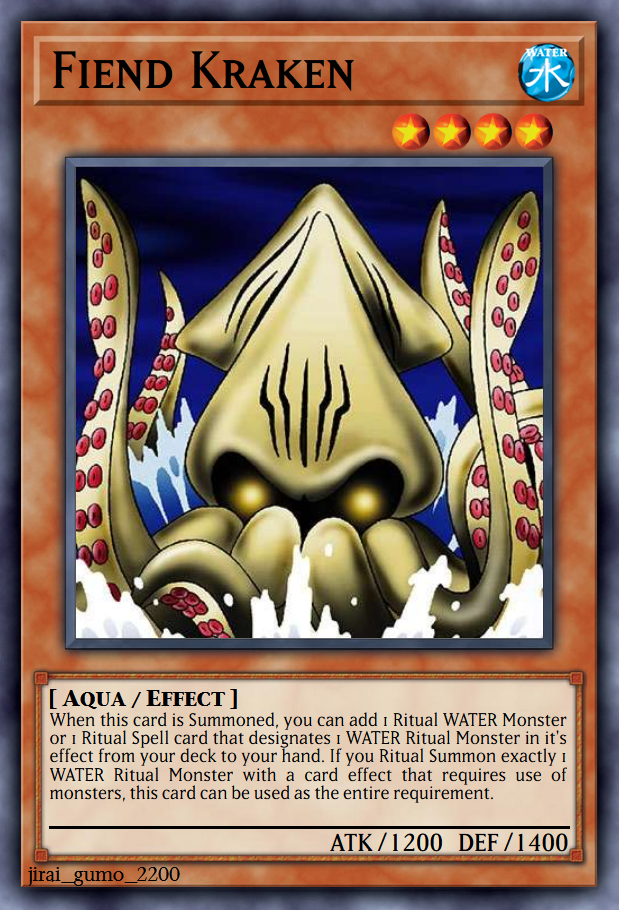 Fiend Kraken
WATER
水
[ Aqua / Effect ]
When this card is Summoned, you can add 1 Ritual WATER Monster
or 1 Ritual Spell card that designates 1 WATER Ritual Monster in it's
effect from your deck to your hand. If you Ritual Summon exactly 1
WATER Ritual Monster with a card effect that requires use of
monsters, this card can be used as the entire requirement.
ATK/1200 DEF/1400
jirai_gumo_2200